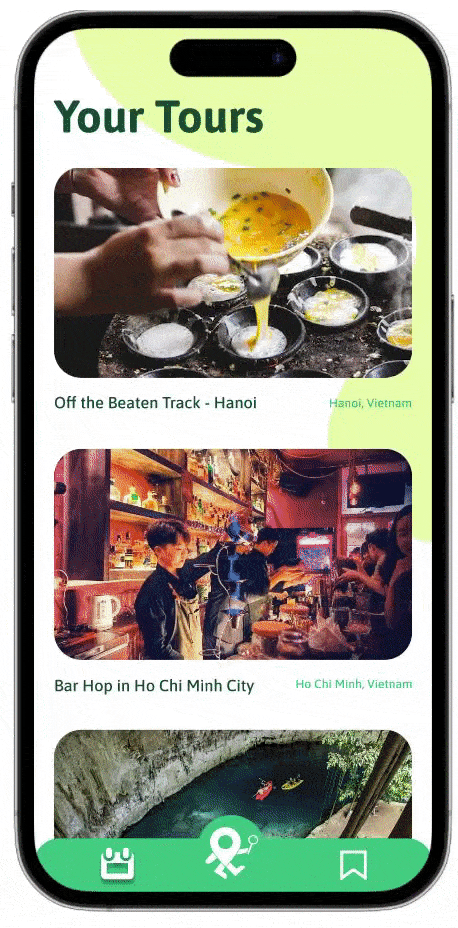 Your Tours
Off the Beaten Track - Hanoi
Hanoi, Vietnam
Bar Hop in Ho Chi Minh City
Ho Chi Minh, Vietnam